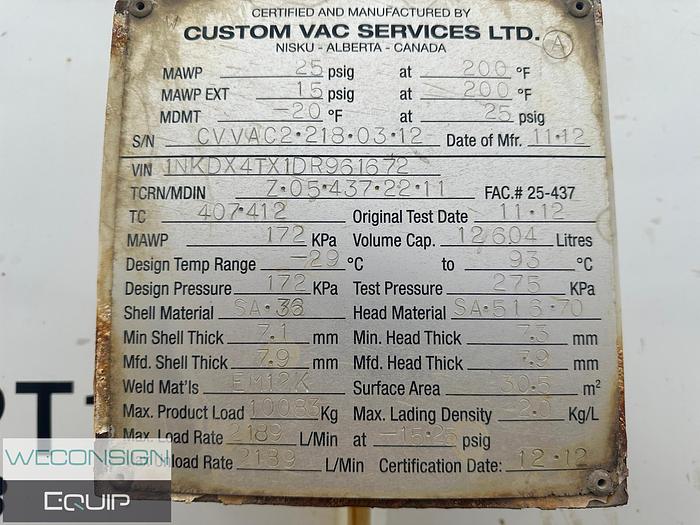 CERTIFIED AND MANUFACTURED BY
CUSTOM VAC SERVICES LTD. A
NISKU - ALBERTA - CANADA
MAWP 25 psig at 200 °F
MAWP EXT 15 psig at 200 °F
MDMT -20 °F at 25 psig
S/N CVVAC2·218·03·12 Date of Mfr. 11·12
VIN 1NKDX4TX1DR961672
TCRN/MDIN Z·05·437·22·11 FAC.# 25-437
TC 407·412 Original Test Date 11·12
MAWP 172 KPa Volume Cap. 12604 Litres
Design Temp Range -29 °C to 93 °C
Design Pressure 172 KPa Test Pressure 275 KPa
Shell Material SA·36 Head Material SA·516·70
Min Shell Thick 7.1 mm Min. Head Thick 7.3 mm
Mfd. Shell Thick 7.9 mm Mfd. Head Thick 7.9 mm
Weld Mat'ls EM12K Surface Area 30.5 m²
Max. Product Load 10083 Kg Max. Lading Density 2.0 Kg/L
Max. Load Rate 2189 L/Min at -15·25 psig
load Rate 2189 L/Min Certification Date: 12·12
WECONSIGN
EQUIP